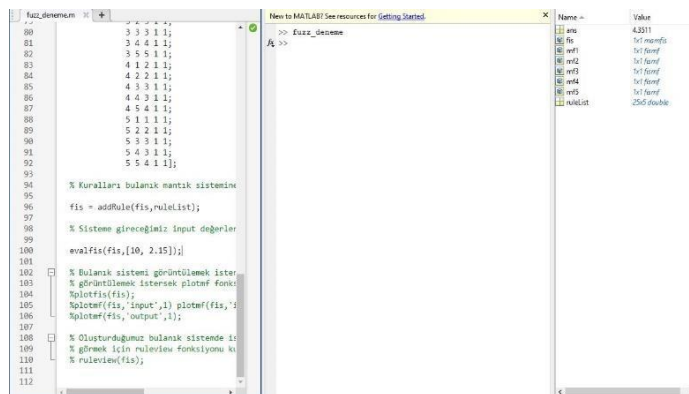 fuzz_deneme.m
80 3 3 3 1 1;
81 3 4 4 1 1;
82 3 5 5 1 1;
83 4 1 2 1 1;
84 4 2 2 1 1;
85 4 3 3 1 1;
86 4 4 3 1 1;
87 4 5 4 1 1;
88 5 1 1 1 1;
89 5 2 2 1 1;
90 5 3 3 1 1;
91 5 4 3 1 1;
92 5 5 4 1 1];
93
94 % Kuralları bulanık mantık sistemine
95
96 fis = addRule(fis,ruleList);
97
98 % Sisteme gireceğimiz input değerler
99
100 evalfis(fis,[10, 2.15]);
101
102 % Bulanık sistemi görüntülemek ister
103 % görüntülemek istersek plotmf fonks
104 %plotfis(fis);
105 %plotmf(fis,'input',1) plotmf(fis,'i
106 %plotmf(fis,'output',1);
107
108 % Oluşturduğumuz bulanık sistemde is
109 % görmek için ruleview fonksiyonu ku
110 % ruleview(fis);
111
112
New to MATLAB? See resources for Getting Started.
>> fuzz_deneme
fx >>
Name Value
ans 4.3511
fis 1x1 mamfis
mf1 1x1 fismf
mf2 1x1 fismf
mf3 1x1 fismf
mf4 1x1 fismf
mf5 1x1 fismf
ruleList 25x5 double